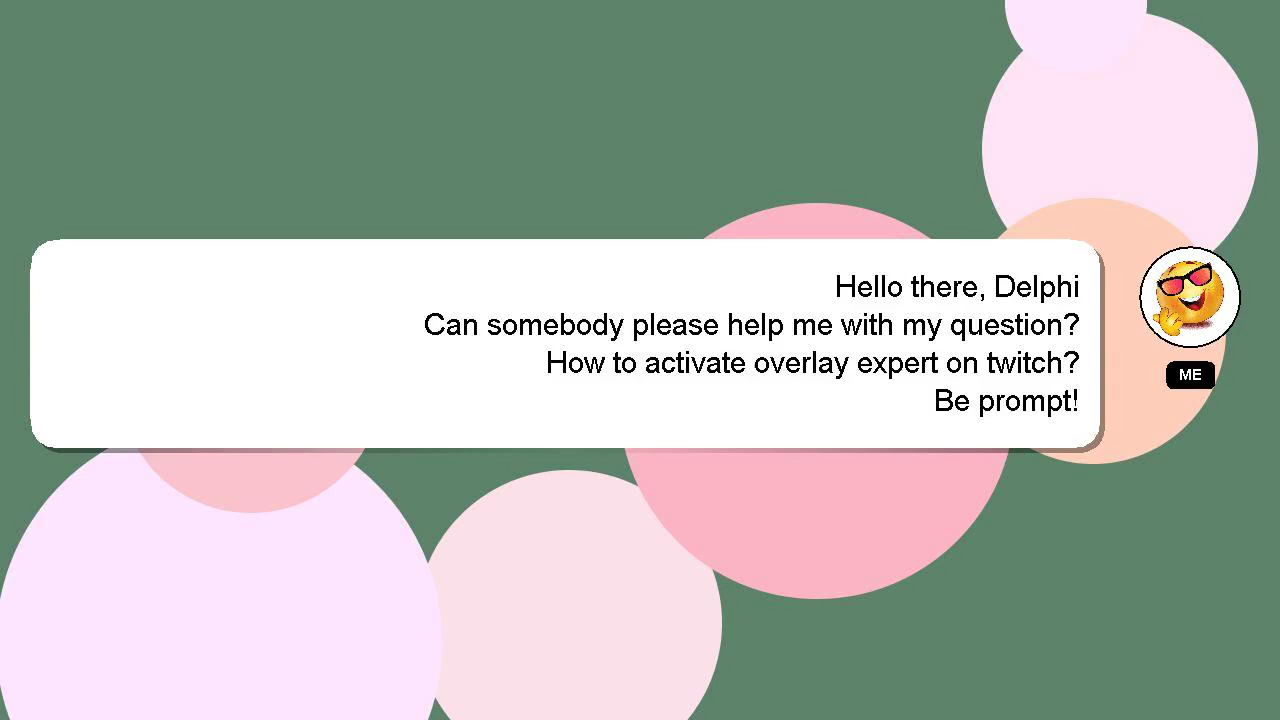 Hello there, Delphi
Can somebody please help me with my question?
How to activate overlay expert on twitch?
Be prompt!
ME